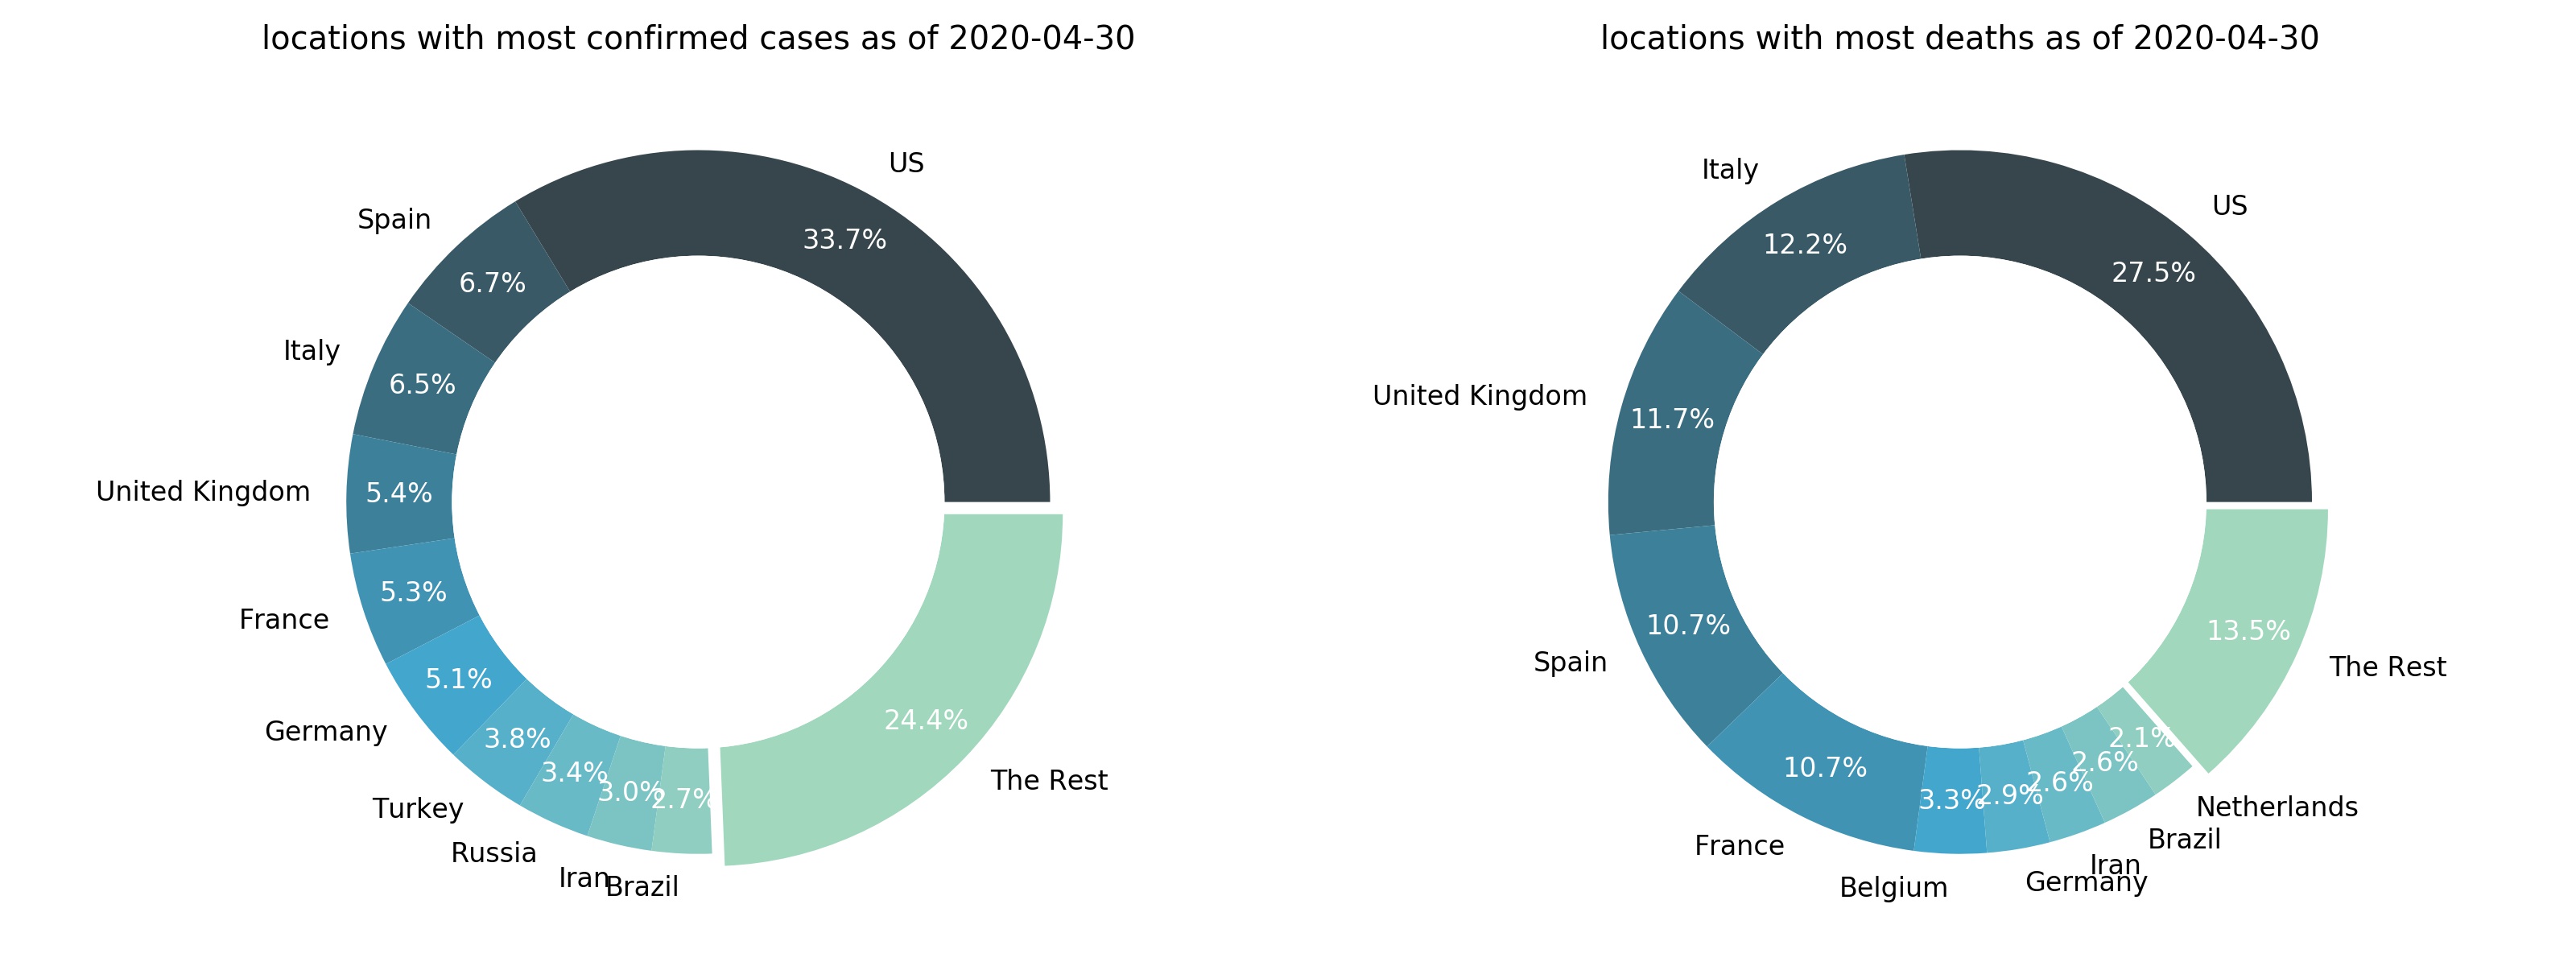 locations with most confirmed cases as of 2020-04-30
US
33.7%
Spain
6.7%
Italy
6.5%
United Kingdom
5.4%
France
5.3%
Germany
5.1%
Turkey
3.8%
Russia
3.4%
Iran
3.0%
Brazil
2.7%
The Rest
24.4%
locations with most deaths as of 2020-04-30
US
27.5%
Italy
12.2%
United Kingdom
11.7%
Spain
10.7%
France
10.7%
Belgium
3.3%
Germany
2.9%
Iran
2.6%
Brazil
2.6%
Netherlands
2.1%
The Rest
13.5%